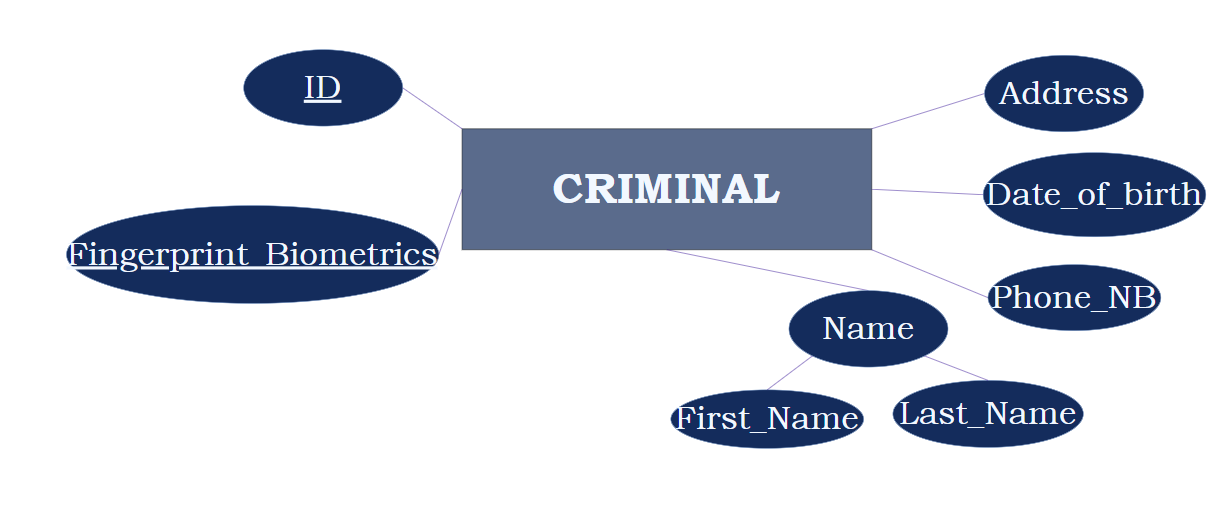 ID
Address
CRIMINAL
Date_of_birth
Fingerprint_Biometrics
Phone_NB
Name
First_Name
Last_Name